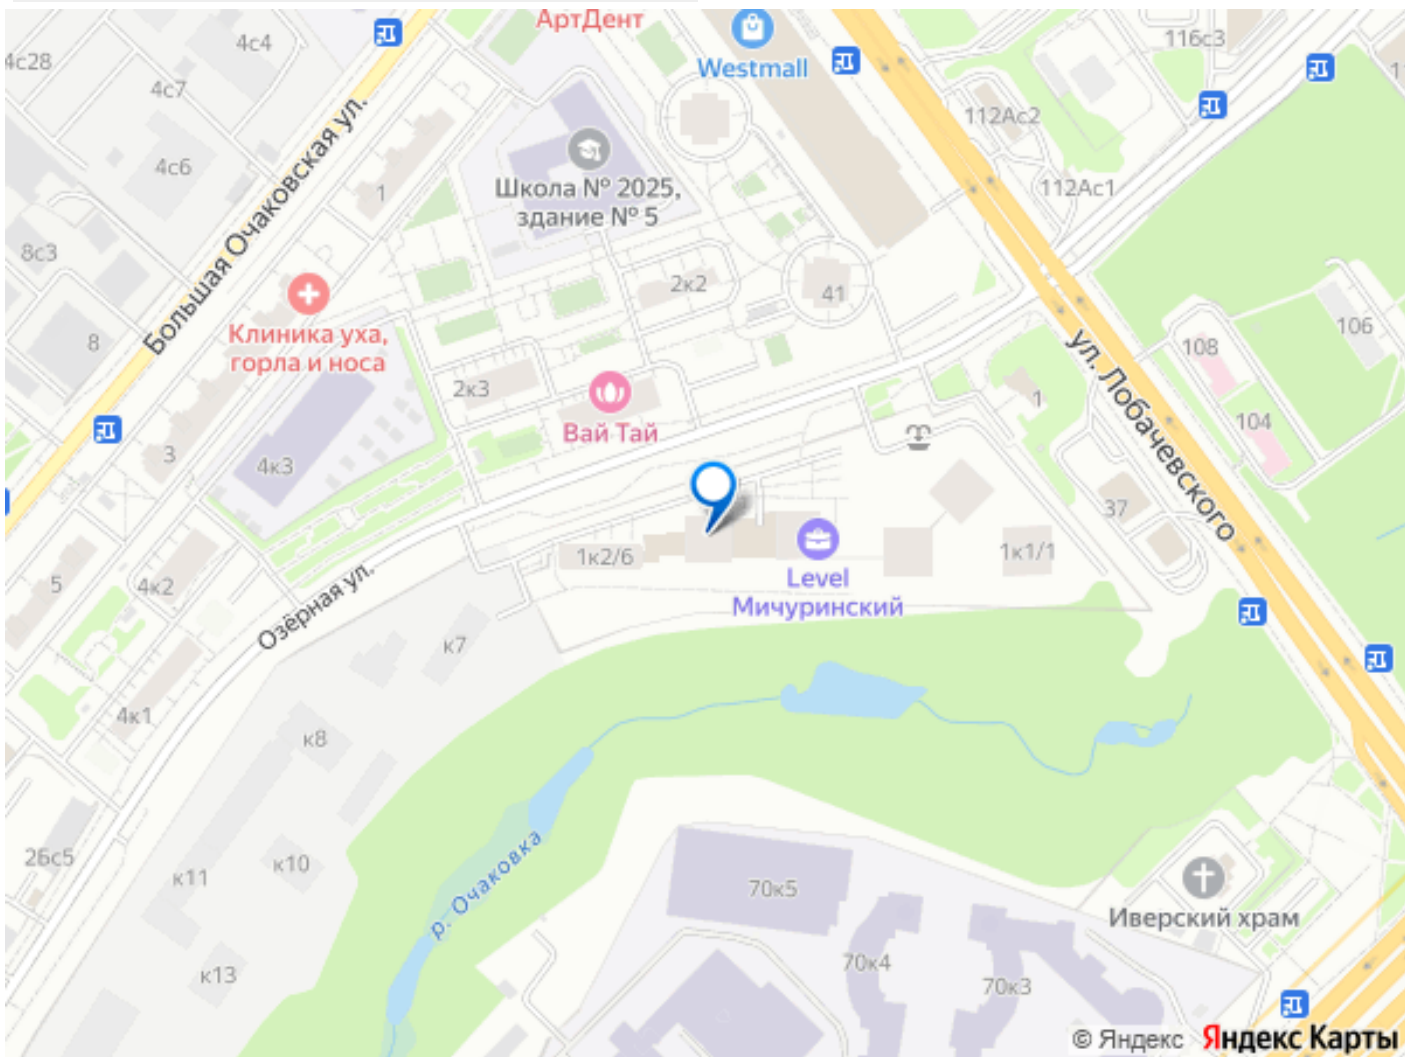 АртДент
4с4
116с3
4с28
Westmall
4с7
112Ас2
4с6
Большая Очаковская ул.
1
Школа № 2025,
здание № 5
112Ас1
8с3
2к2
41
106
Клиника уха,
горла и носа
8
108
ул. Лобачевского
2к3
1
104
Вай Тай
3
4к3
37
1к2/6
1к1/1
Level
Мичуринский
5
4к2
Озёрная ул.
к7
4к1
к8
26с5
к11
к10
р. Очаковка
70к5
Иверский храм
к13
70к4
70к3
© Яндекс Яндекс Карты